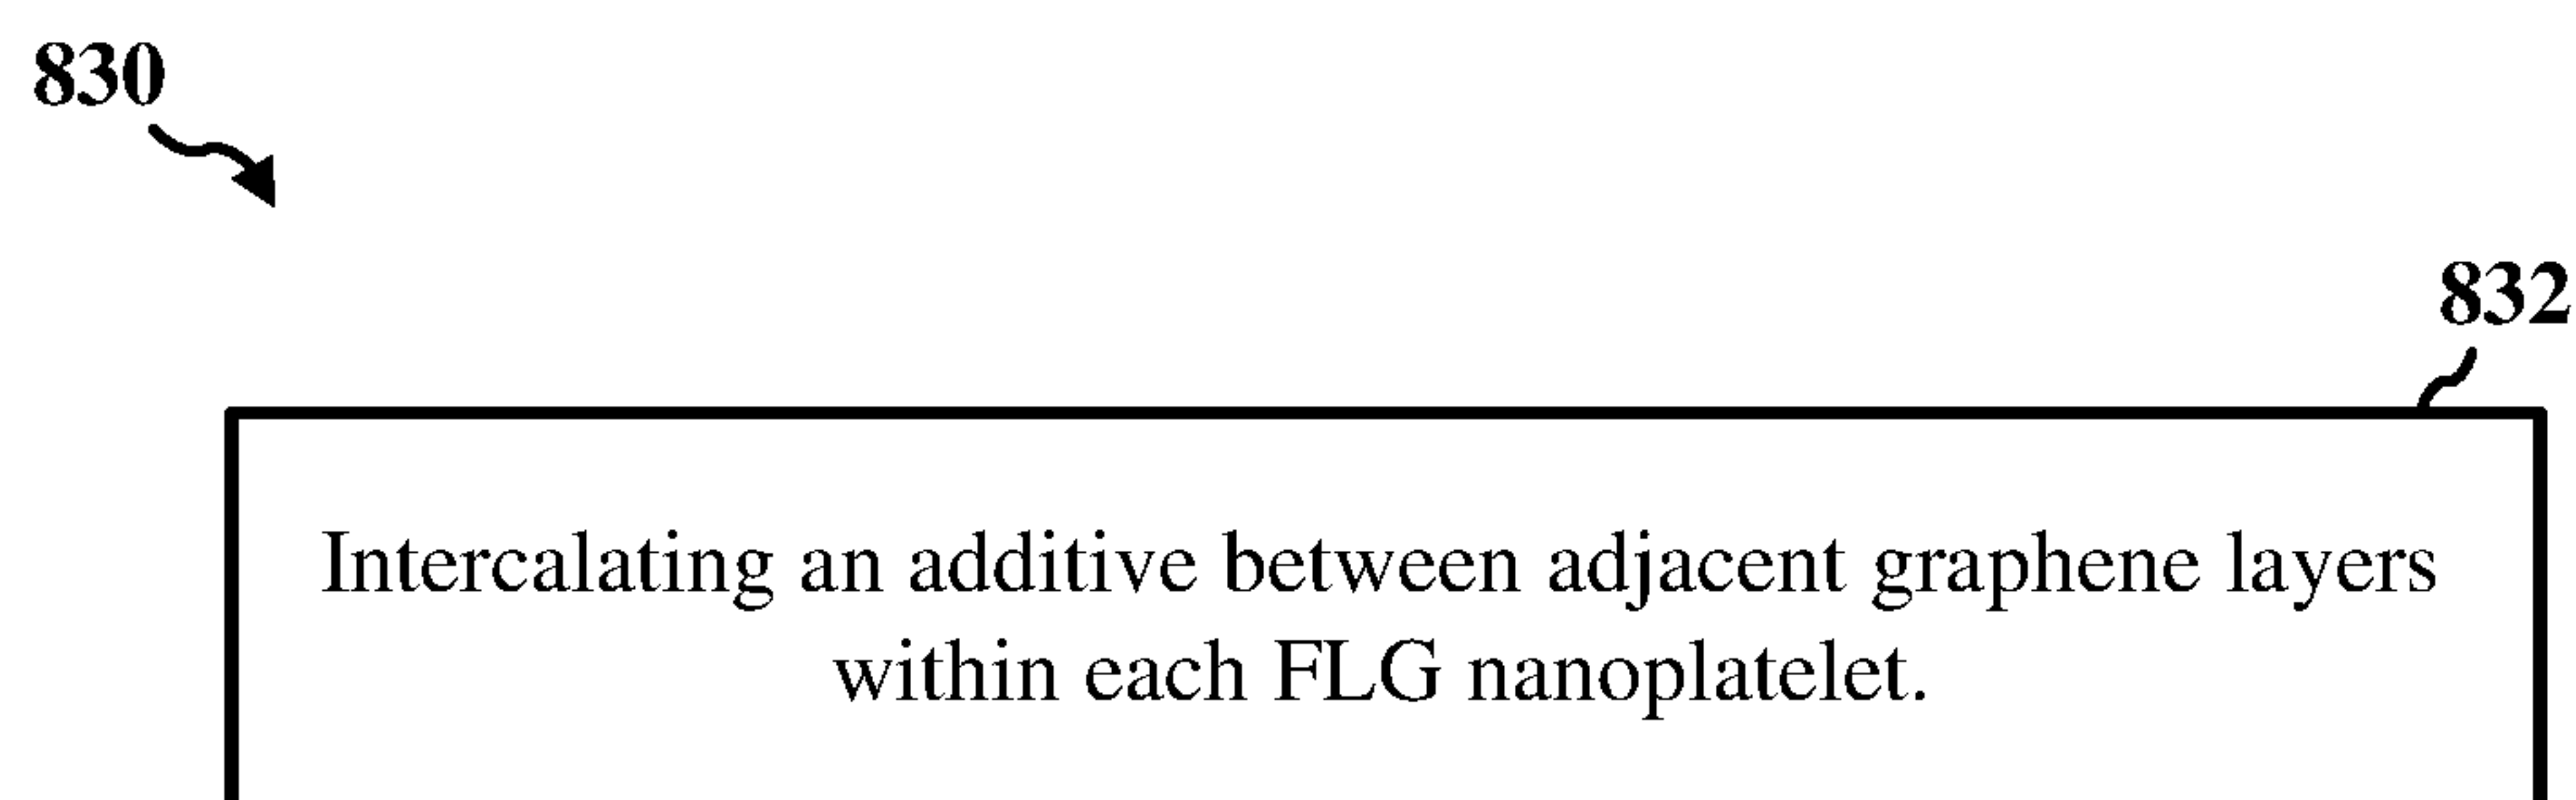 830
832
Intercalating an additive between adjacent graphene layers
within each FLG nanoplatelet.